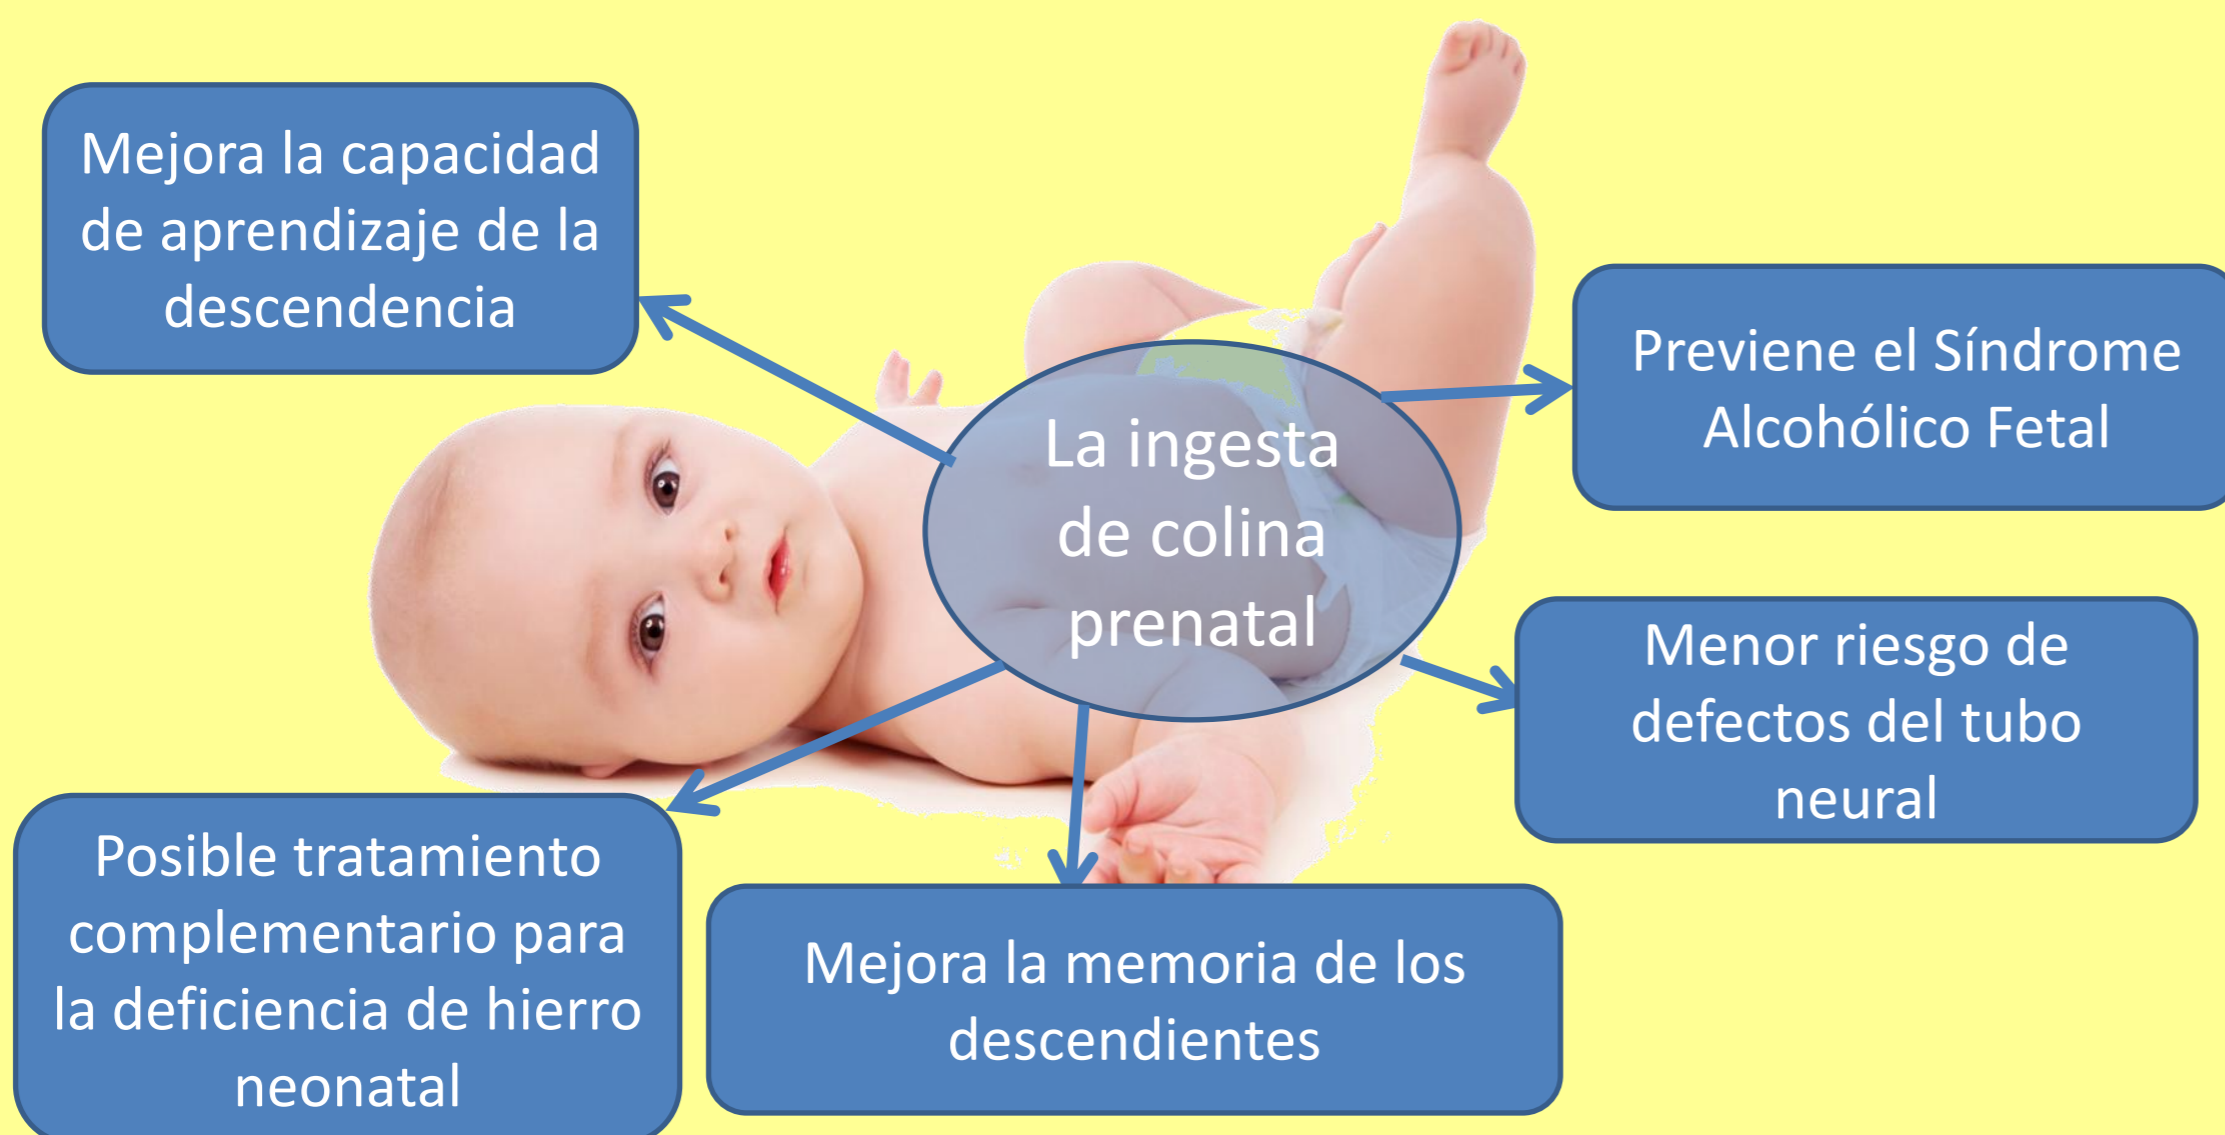 Mejora la capacidad
de aprendizaje de la
descendencia
La ingesta
de colina
prenatal
Previene el Síndrome
Alcohólico Fetal
Menor riesgo de
defectos del tubo
neural
Posible tratamiento
complementario para
la deficiencia de hierro
neonatal
Mejora la memoria de los
descendientes